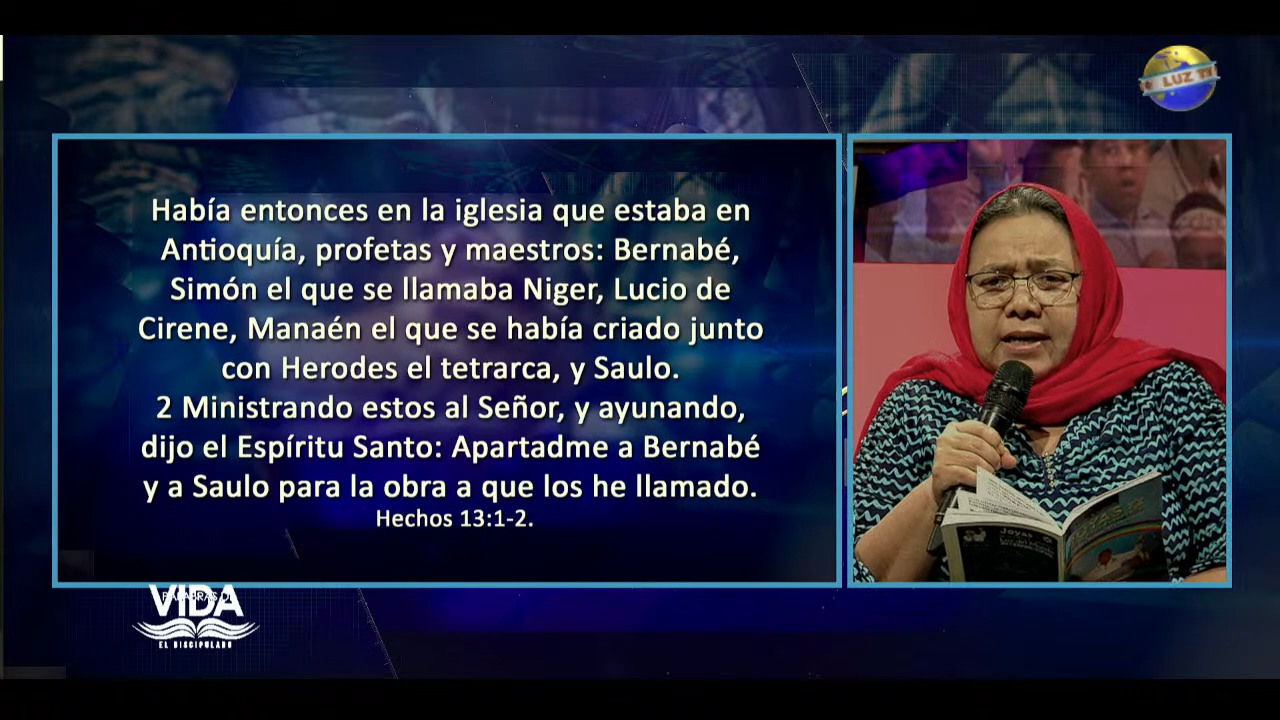 LUZ TV
Había entonces en la iglesia que estaba en
Antioquía, profetas y maestros: Bernabé,
Simón el que se llamaba Niger, Lucio de
Cirene, Manaén el que se había criado junto
con Herodes el tetrarca, y Saulo.
2 Ministrando estos al Señor, y ayunando,
dijo el Espíritu Santo: Apartadme a Bernabé
y a Saulo para la obra a que los he llamado.
Hechos 13:1-2.
Joyas
PALABRAS DE
VIDA
EL DISCIPULADO